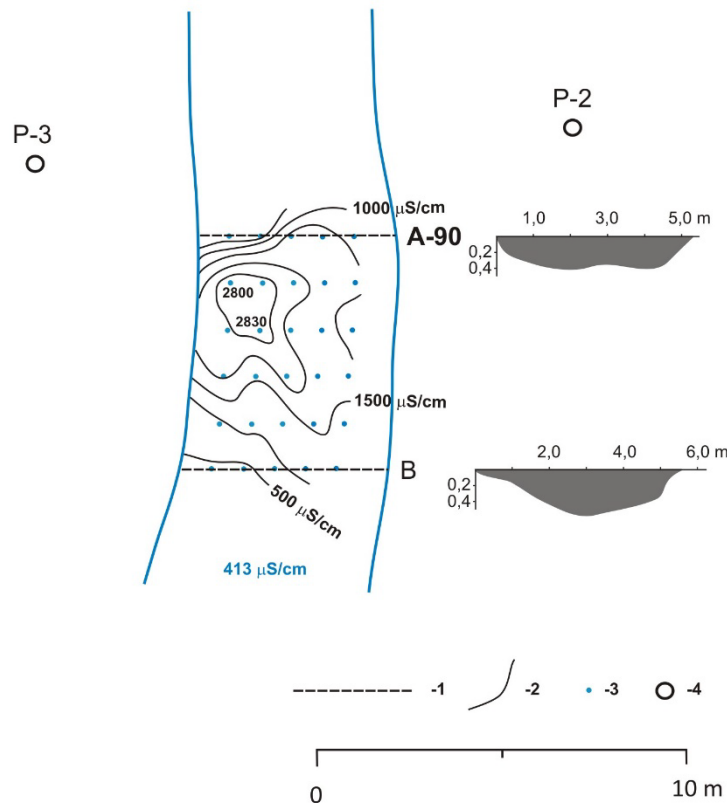 P-3
P-2
1000 μS/cm
A-90
1,0 3,0 5,0 m
0,2
0,4
2800
2830
1500 μS/cm
B
2,0 4,0 6,0 m
0,2
0,4
500 μS/cm
413 μS/cm
-1 -2 -3 -4
0 10 m